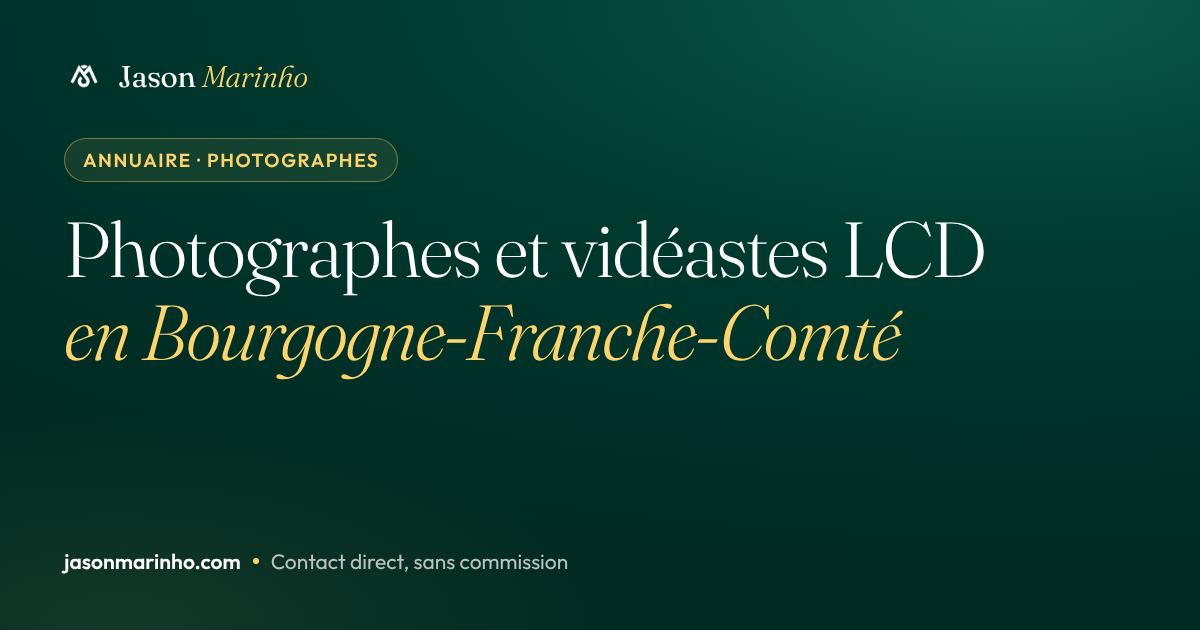 Jason Marinho
ANNUAIRE · PHOTOGRAPHES
Photographes et vidéastes LCD
en Bourgogne-Franche-Comté
jasonmarinho.com • Contact direct, sans commission